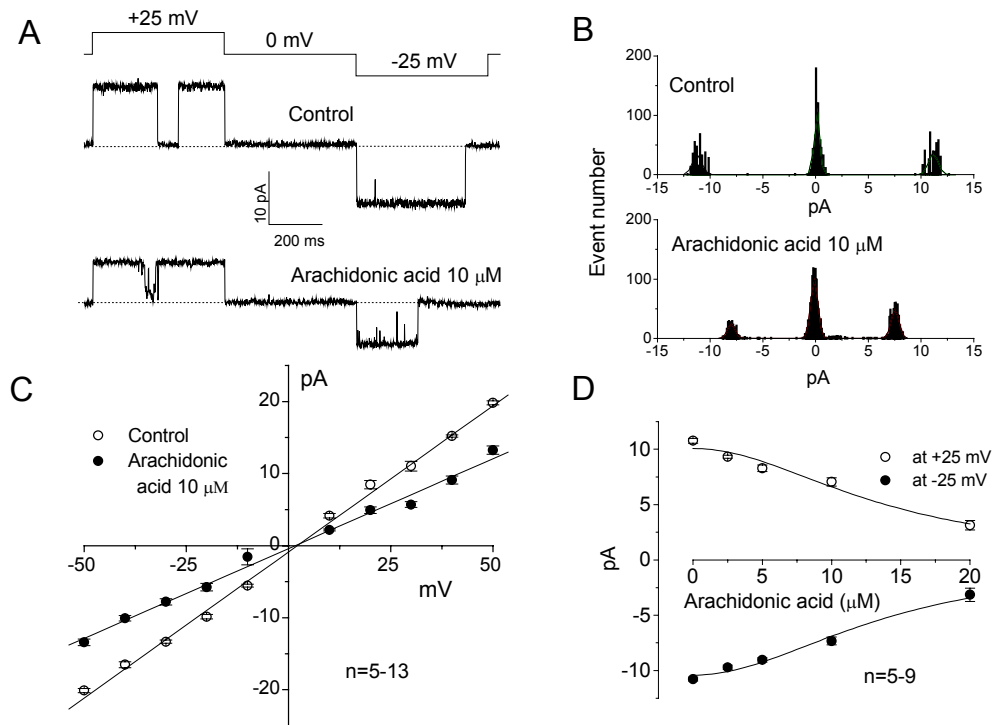 A
+25 mV
0 mV
-25 mV
Control
10 pA
200 ms
Arachidonic acid 10 μM
B
200
Control
100
0
-15 -10 -5 0 5 10 15
pA
Event number
200
Arachidonic acid 10 μM
100
0
-15 -10 -5 0 5 10 15
pA
C
pA
20
Control
Arachidonic
acid 10 μM
10
0
-50 -25 25 50
mV
-10
n=5-13
-20
D
10
at +25 mV
at -25 mV
5
pA
0
0 5 10 15 20
Arachidonic acid (μM)
-5
-10
n=5-9